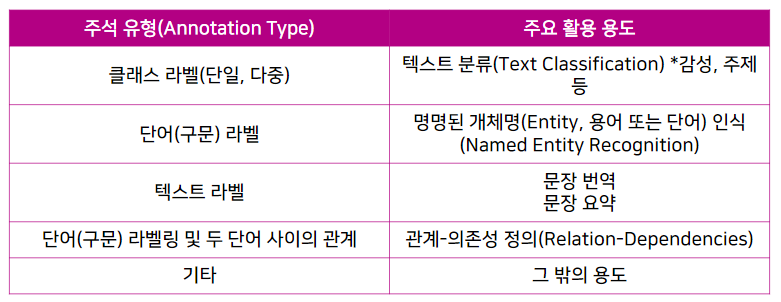 주석 유형(Annotation Type)
주요 활용 용도
클래스 라벨(단일, 다중)
텍스트 분류(Text Classification) *감성, 주제
등
단어(구문) 라벨
명명된 개체명(Entity, 용어 또는 단어) 인식
(Named Entity Recognition)
텍스트 라벨
문장 번역
문장 요약
단어(구문) 라벨링 및 두 단어 사이의 관계
관계-의존성 정의(Relation-Dependencies)
기타
그 밖의 용도